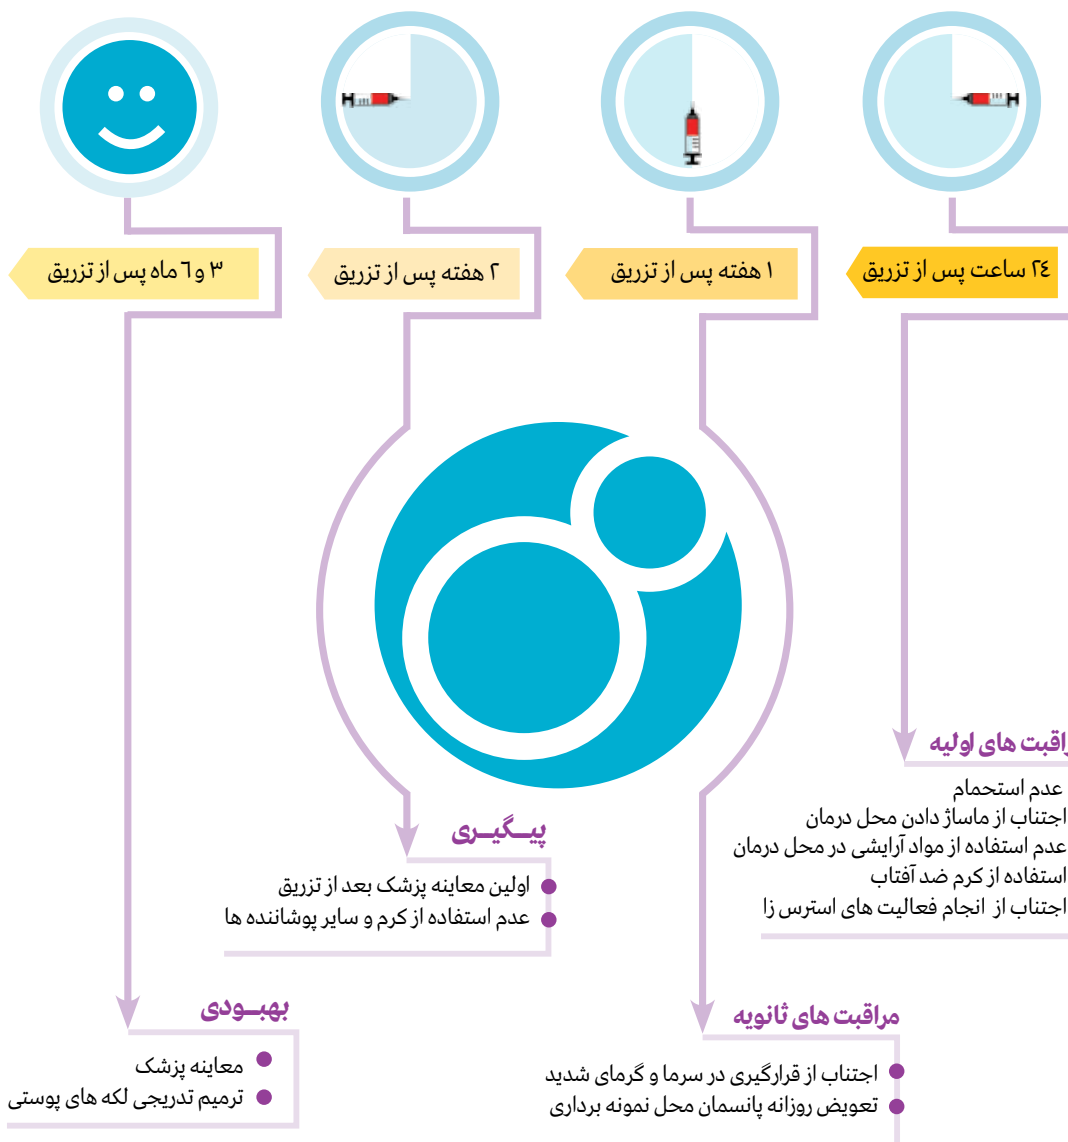 ٢٤ ساعت پس از تزریق
١ هفته پس از تزریق
٢ هفته پس از تزریق
٣ و ٦ ماه پس از تزریق
راقبت های اولیه
عدم استحمام
اجتناب از ماساژ دادن محل درمان
عدم استفاده از مواد آرایشی در محل درمان
استفاده از کرم ضد آفتاب
اجتناب از انجام فعالیت های استرس زا
مراقبت های ثانویه
اجتناب از قرارگیری در سرما و گرمای شدید
تعویض روزانه پانسمان محل نمونه برداری
پیـگیـری
اولین معاینه پزشک بعد از تزریق
عدم استفاده از کرم و سایر پوشاننده ها
بهبـودی
معاینه پزشک
ترمیم تدریجی لکه های پوستی